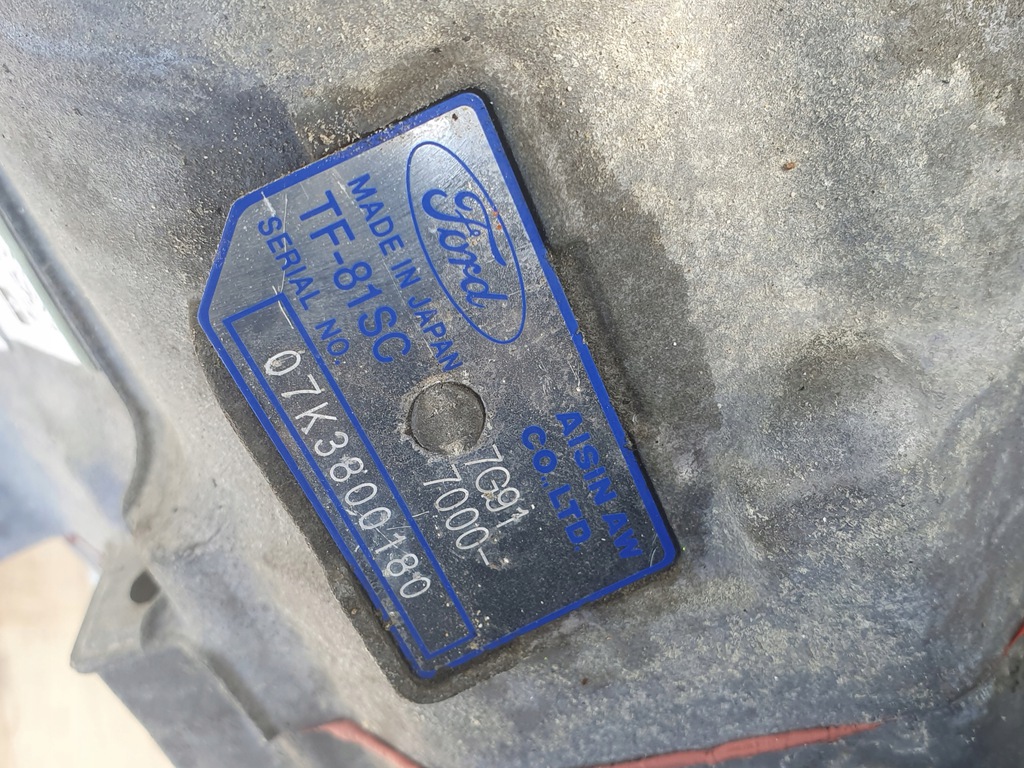 Ford
MADE IN JAPAN
TF-81SC
SERIAL NO.
07K3800180
AISIN AW
CO.,LTD.
7G91
-7000-